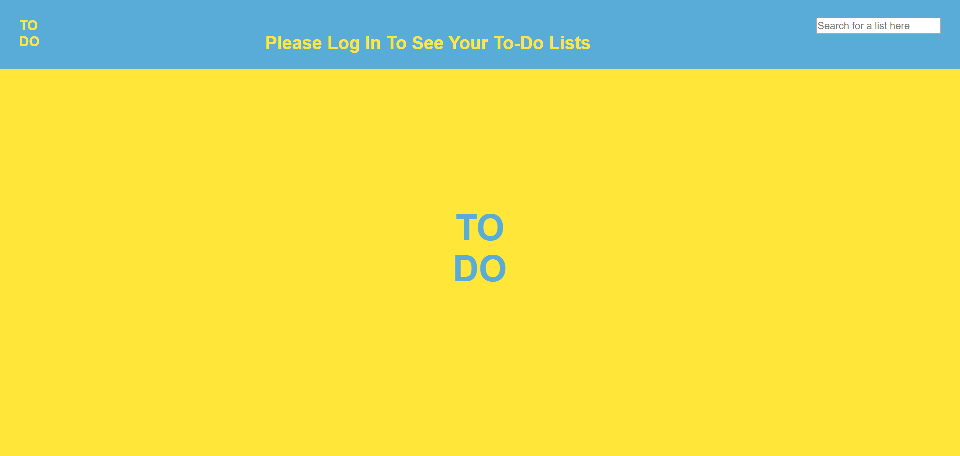 TO
DO
Please Log In To See Your To-Do Lists
Search for a list here
TO
DO